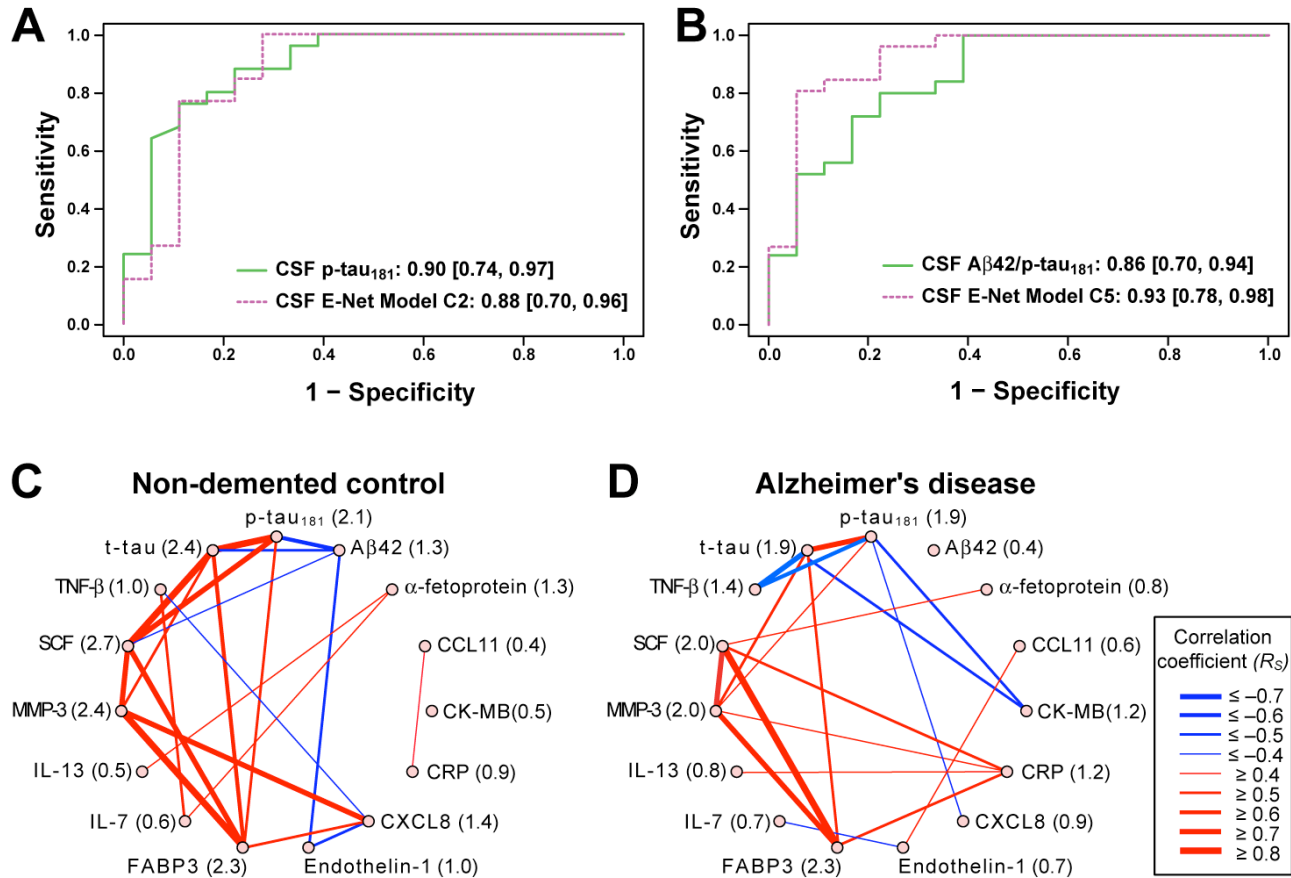 A
Sensitivity
1.0
0.8
0.6
0.4
0.2
0.0
CSF p-tau₁₈₁: 0.90 [0.74, 0.97]
CSF E-Net Model C2: 0.88 [0.70, 0.96]
0.0 0.2 0.4 0.6 0.8 1.0
1 − Specificity
B
Sensitivity
1.0
0.8
0.6
0.4
0.2
0.0
CSF Aβ42/p-tau₁₈₁: 0.86 [0.70, 0.94]
CSF E-Net Model C5: 0.93 [0.78, 0.98]
0.0 0.2 0.4 0.6 0.8 1.0
1 − Specificity
C
Non-demented control
p-tau₁₈₁ (2.1)
t-tau (2.4)
Aβ42 (1.3)
TNF-β (1.0)
α-fetoprotein (1.3)
SCF (2.7)
CCL11 (0.4)
MMP-3 (2.4)
CK-MB(0.5)
IL-13 (0.5)
CRP (0.9)
IL-7 (0.6)
CXCL8 (1.4)
FABP3 (2.3)
Endothelin-1 (1.0)
D
Alzheimer's disease
p-tau₁₈₁ (1.9)
t-tau (1.9)
Aβ42 (0.4)
TNF-β (1.4)
α-fetoprotein (0.8)
SCF (2.0)
CCL11 (0.6)
MMP-3 (2.0)
CK-MB(1.2)
IL-13 (0.8)
CRP (1.2)
IL-7 (0.7)
CXCL8 (0.9)
FABP3 (2.3)
Endothelin-1 (0.7)
Correlation
coefficient (R_S)
≤ −0.7
≤ −0.6
≤ −0.5
≤ −0.4
≥ 0.4
≥ 0.5
≥ 0.6
≥ 0.7
≥ 0.8